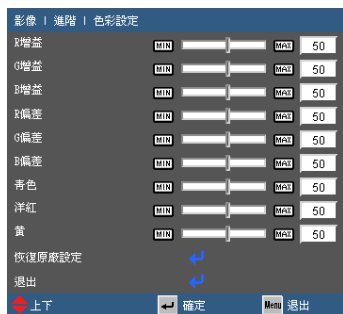 影像 | 進階 | 色彩設定
R增益 MIN MAX 50
G增益 MIN MAX 50
B增益 MIN MAX 50
R偏差 MIN MAX 50
G偏差 MIN MAX 50
B偏差 MIN MAX 50
青色 MIN MAX 50
洋紅 MIN MAX 50
黃 MIN MAX 50
恢復原廠設定
退出
上下 確定 Menu 退出